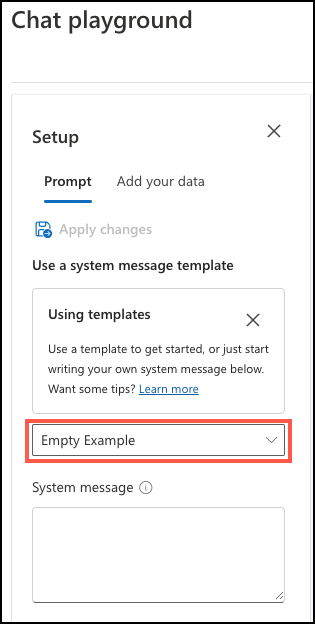 Chat playground
Setup
Prompt Add your data
Apply changes
Use a system message template
Using templates
Use a template to get started, or just start
writing your own system message below.
Want some tips? Learn more
Empty Example
System message